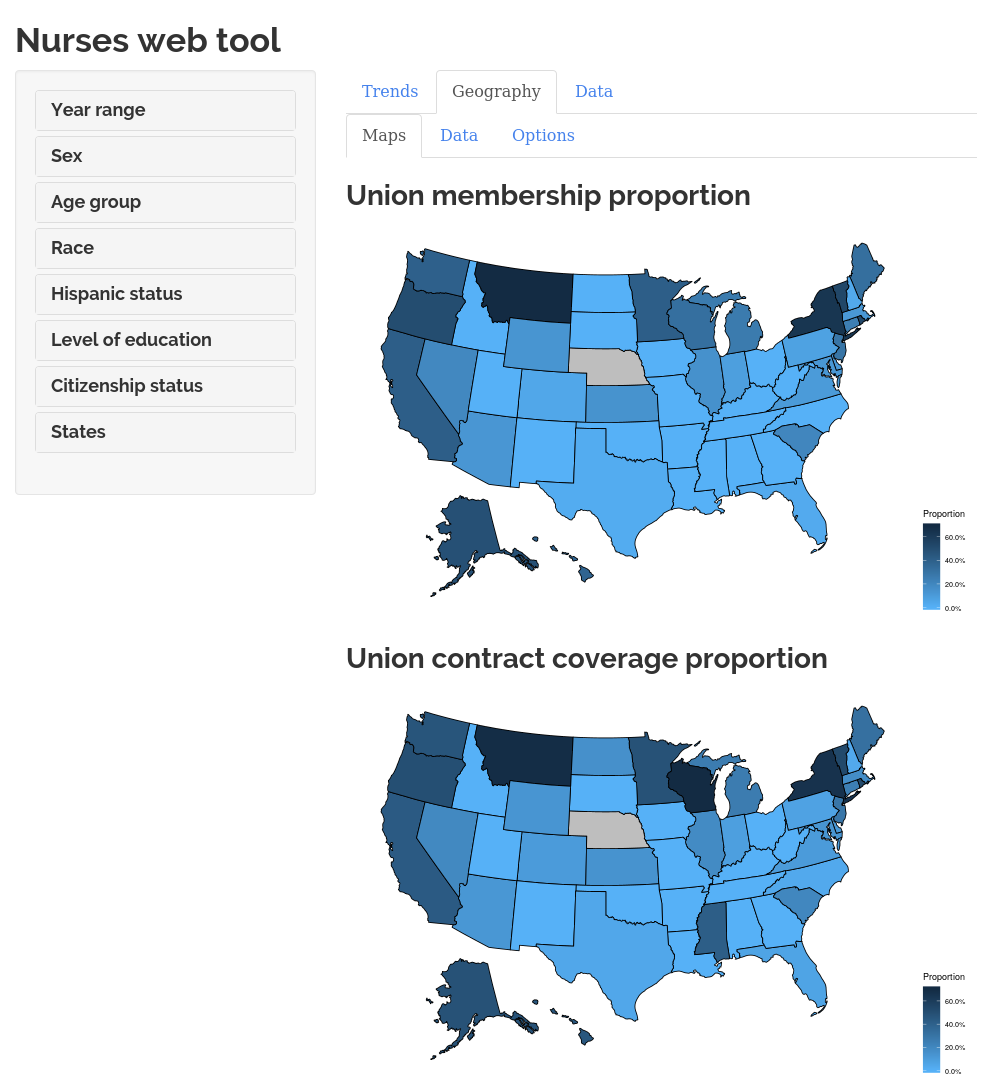 Nurses web tool
Year range
Sex
Age group
Race
Hispanic status
Level of education
Citizenship status
States
Trends Geography Data
Maps Data Options
Union membership proportion
Proportion
60.0%
40.0%
20.0%
0.0%
Union contract coverage proportion
Proportion
60.0%
40.0%
20.0%
0.0%